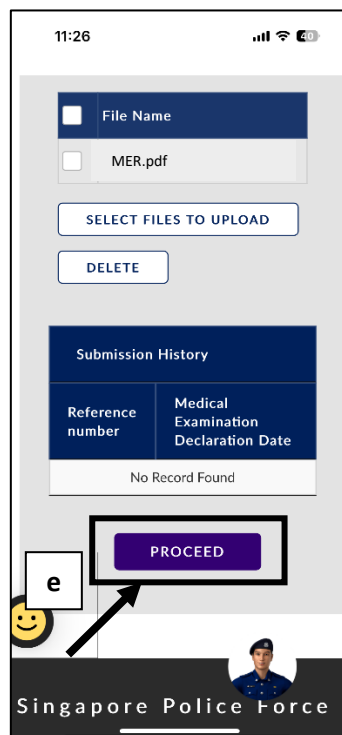 11:26
40
File Name
MER.pdf
SELECT FILES TO UPLOAD
DELETE
Submission History
Reference
number
Medical
Examination
Declaration Date
No Record Found
PROCEED
e
Singapore Police Force